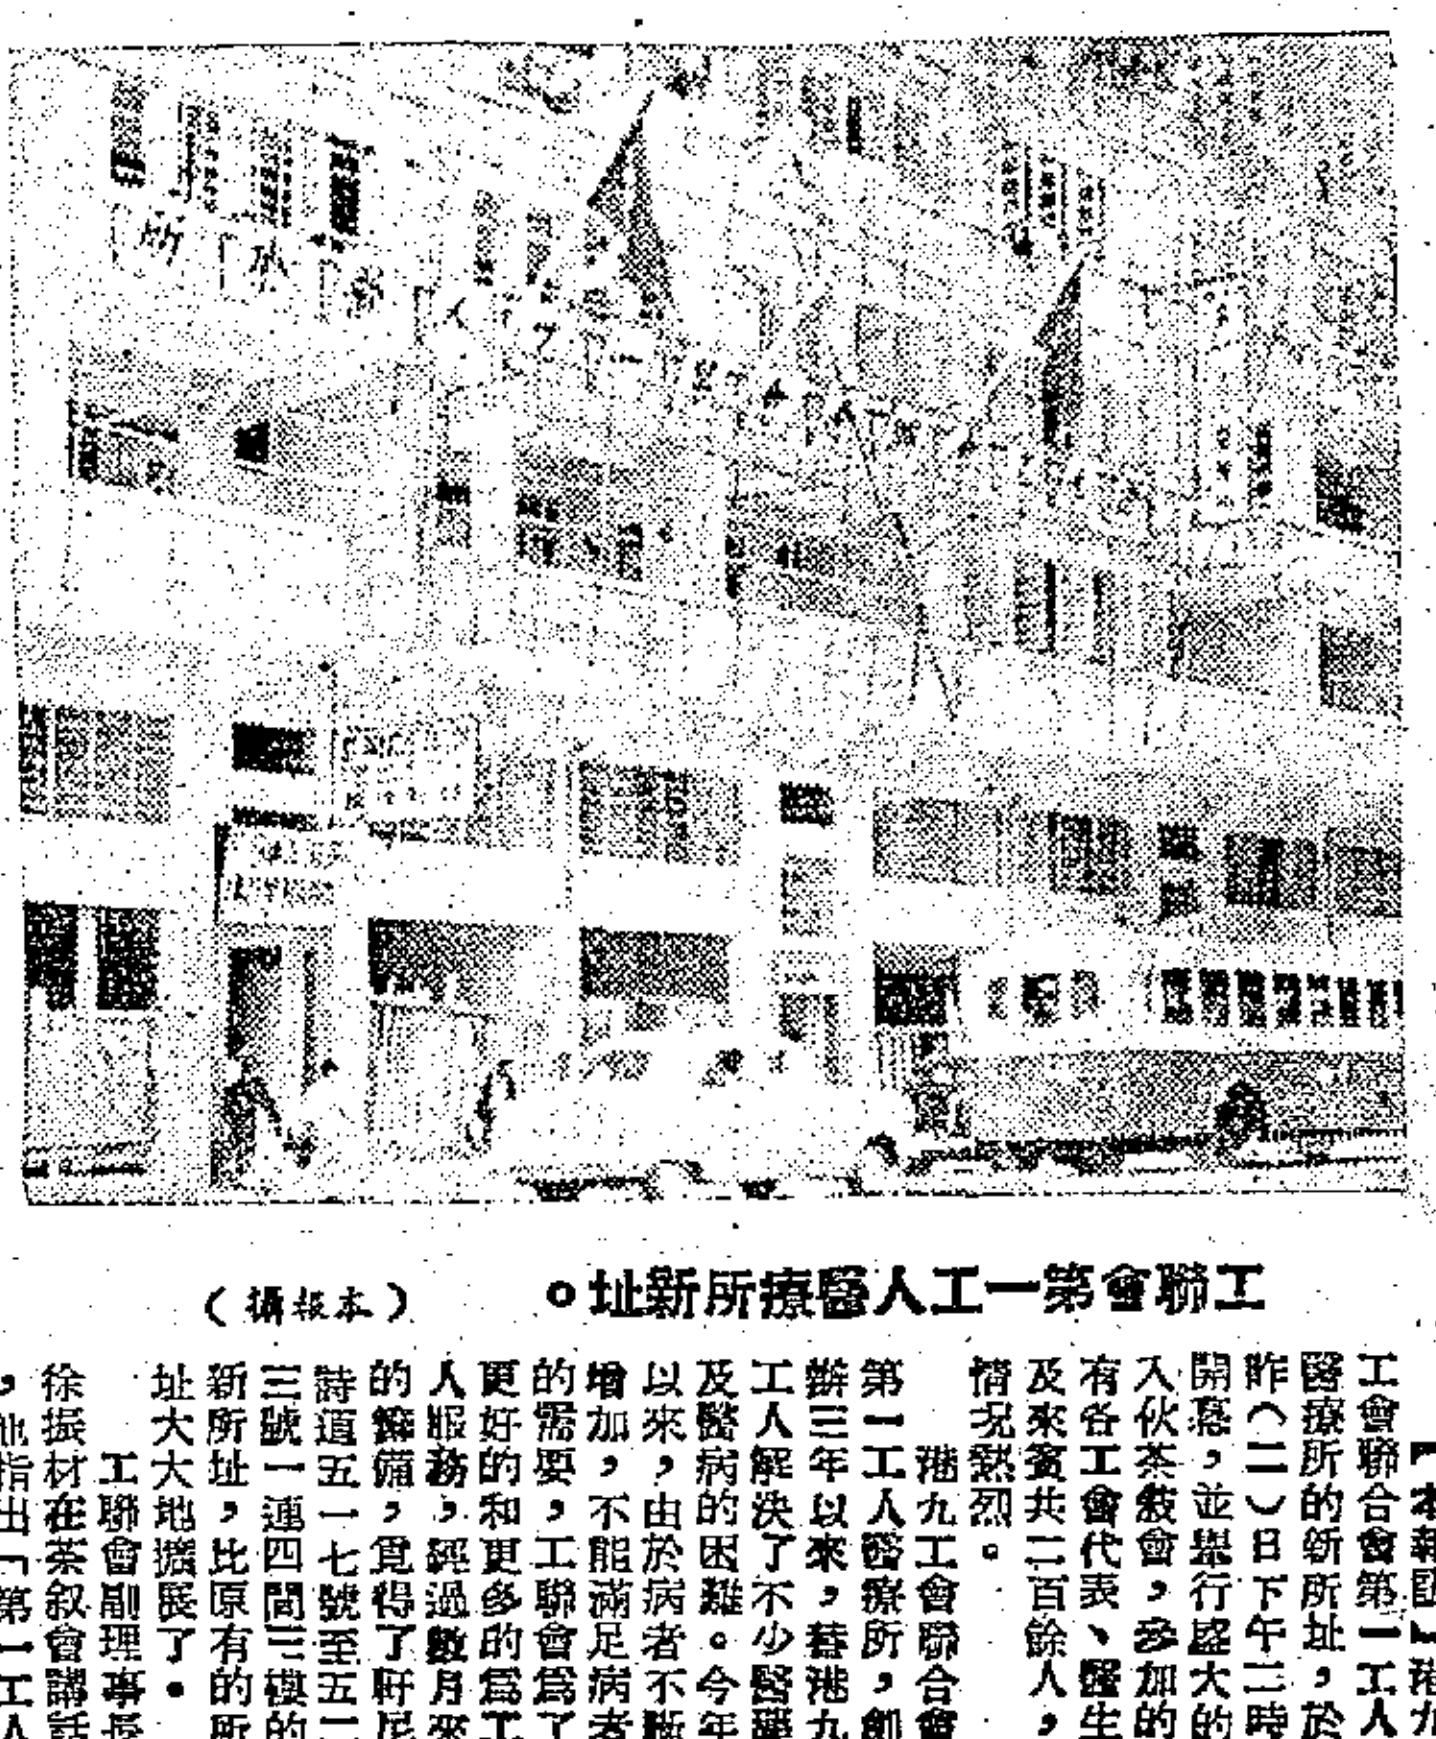 工聯會第一工人醫療所新址。
（本報攝）
【本報訊】港九
工會聯合會第一工人
醫療所的新所址，於
昨（二）日下午三時
開幕，並舉行盛大的
入伙茶敍會，參加的
有各工會代表、醫生
及來賓共二百餘人，
情况熱烈。
港九工會聯合會
第一工人醫療所，創
辦三年以來，替港九
工人解決了不少醫藥
及醫病的困難。今年
以來，由於病者不斷
增加，不能滿足病者
的需要，工聯會爲了
更好的和更多的爲工
人服務，經過數月來
的籌備，覓得了軒尼
詩道五一七號至五二
三號一連四間三樓的
新所址，比原有的所
址大大地擴展了。
工聯會副理事長
徐振材在茶叙會講話
，他指出「第一工人